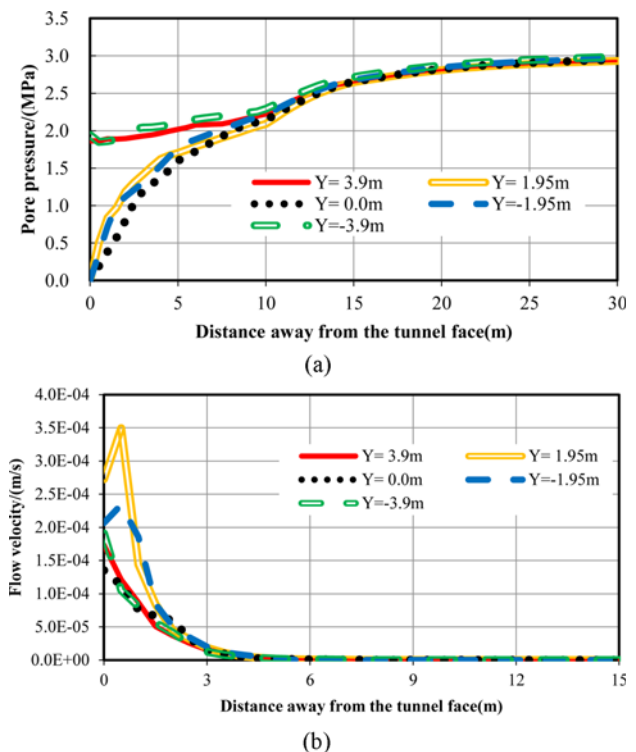 3.5
3.0
2.5
2.0
1.5
1.0
0.5
0.0
Pore pressure/(MPa)
Y= 3.9m
Y= 1.95m
Y= 0.0m
Y=-1.95m
Y=-3.9m
0 5 10 15 20 25 30
Distance away from the tunnel face(m)
(a)
4.0E-04
3.5E-04
3.0E-04
2.5E-04
2.0E-04
1.5E-04
1.0E-04
5.0E-05
0.0E+00
Flow velocity/(m/s)
Y= 3.9m
Y= 1.95m
Y= 0.0m
Y=-1.95m
Y=-3.9m
0 3 6 9 12 15
Distance away from the tunnel face(m)
(b)